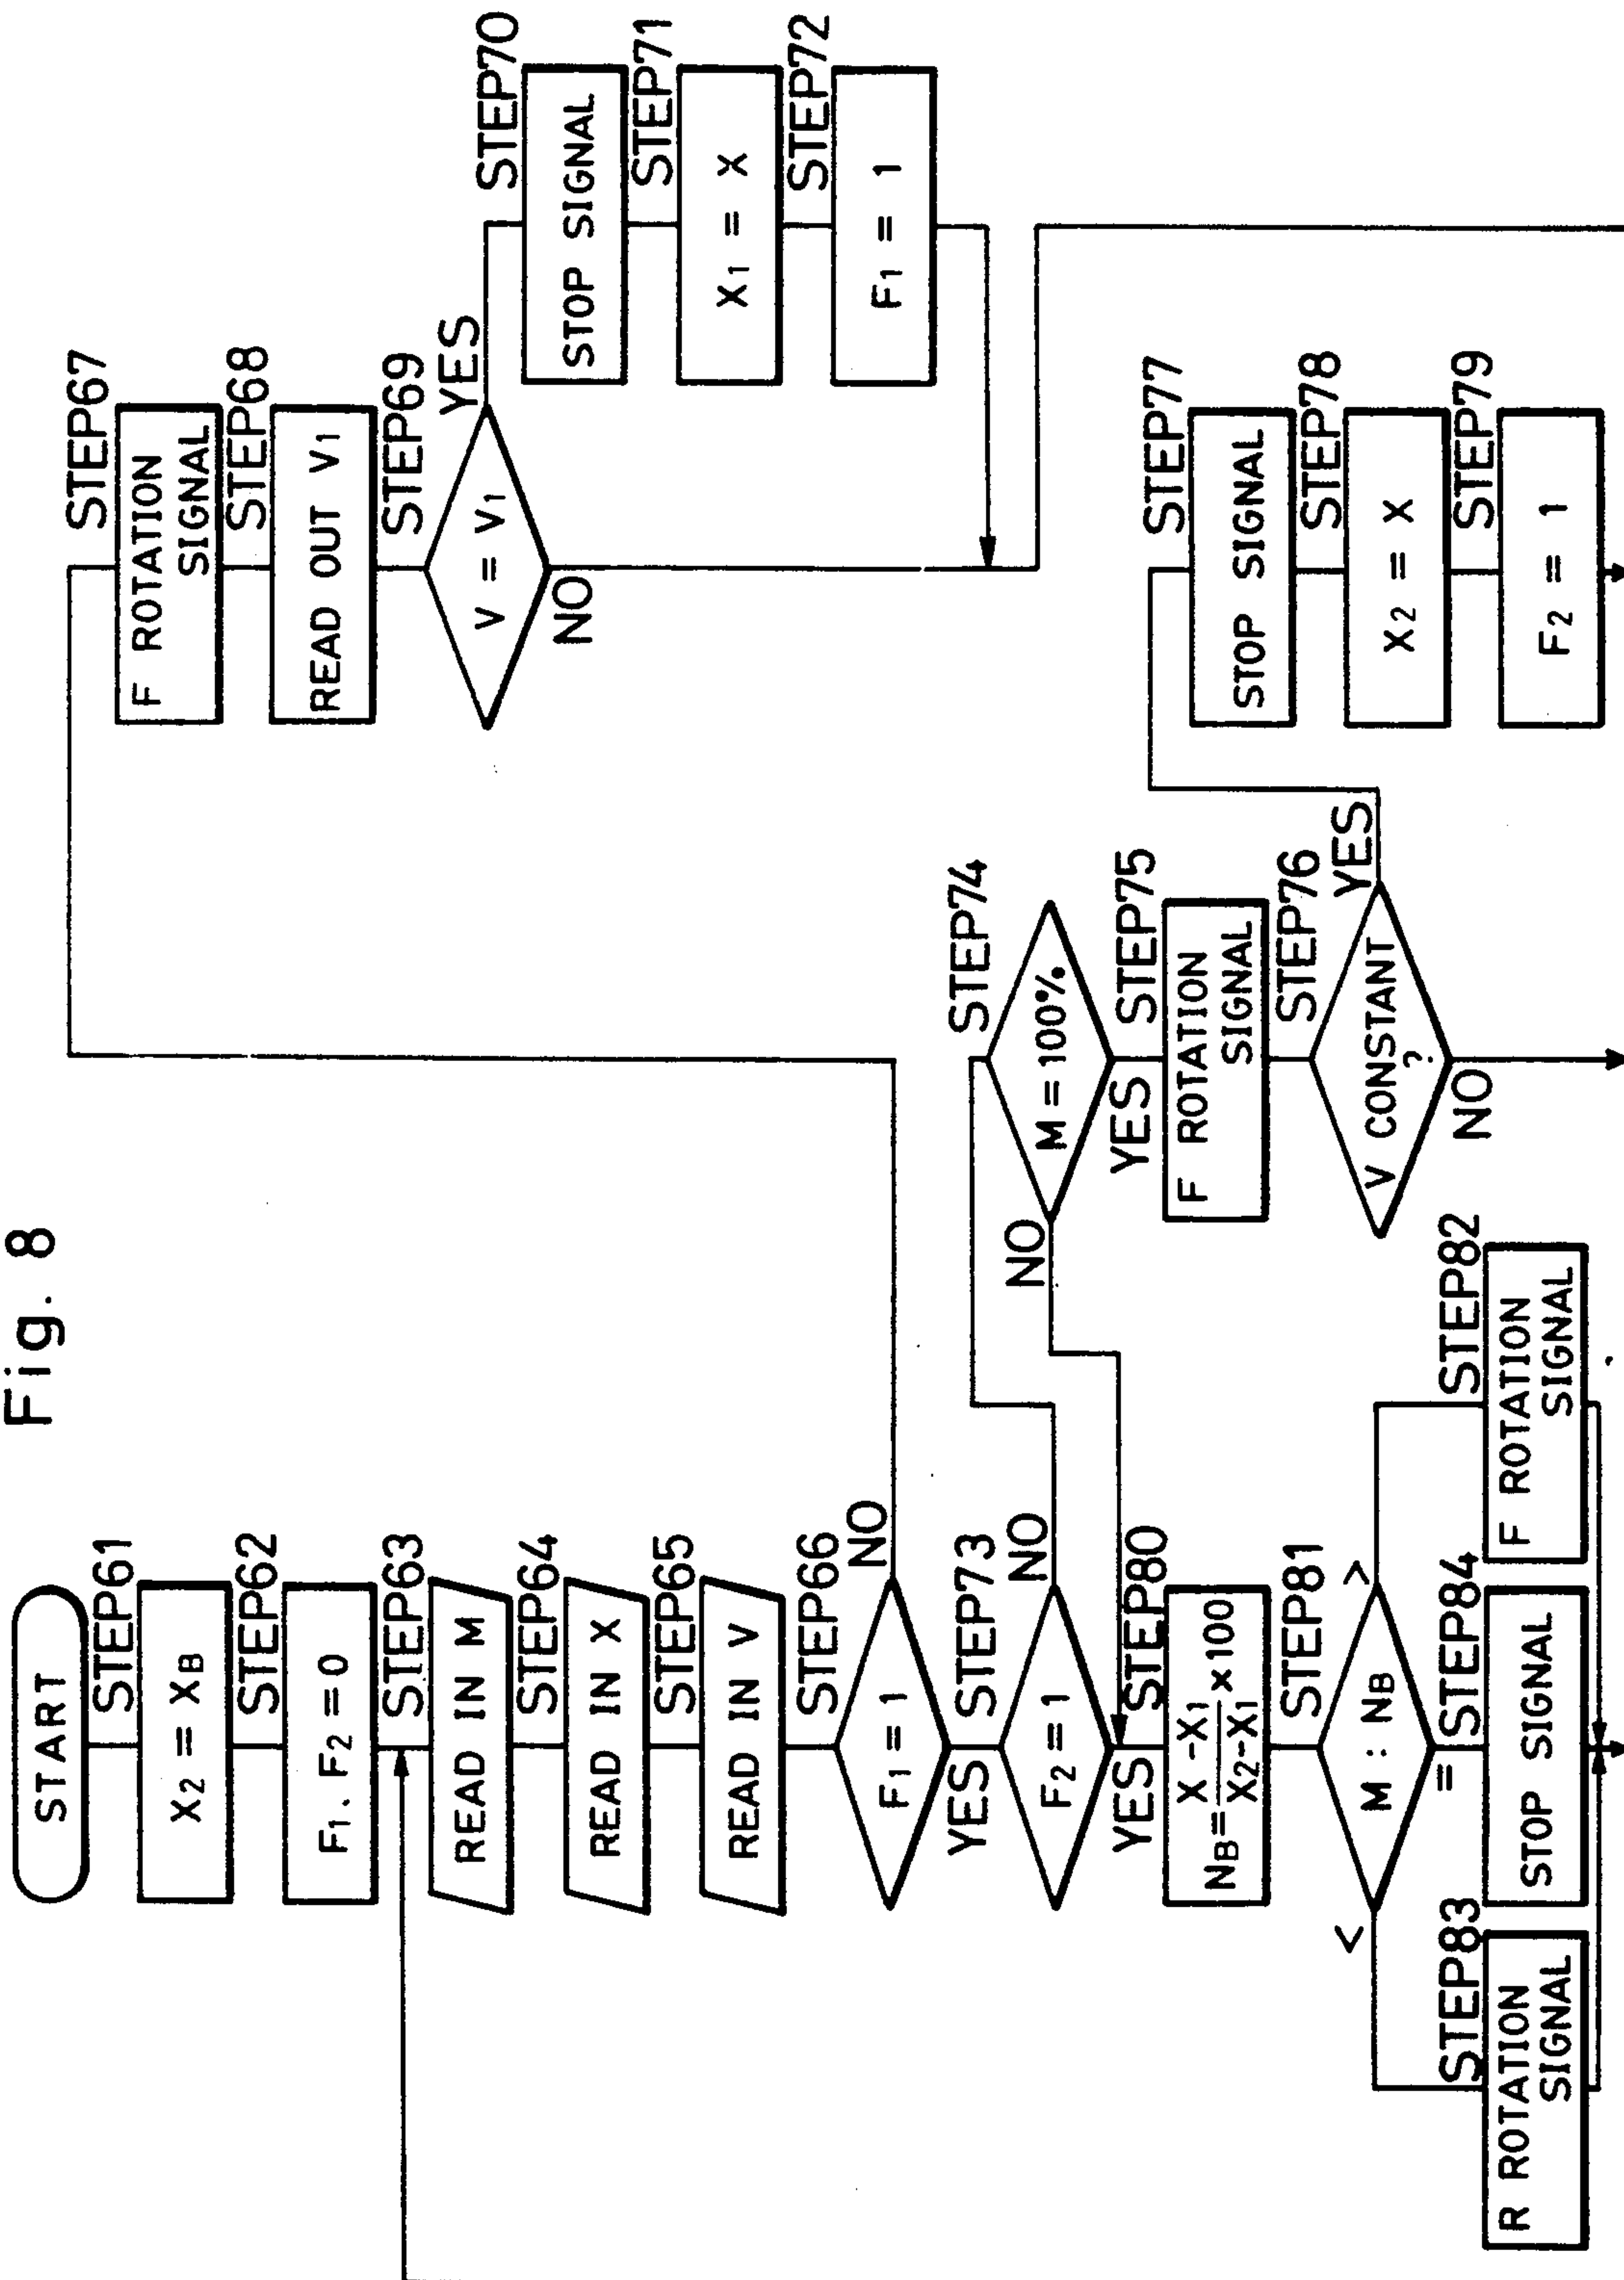 Fig. 8
START
STEP61
X2 = XB
STEP62
F1. F2 = 0
STEP63
READ IN M
STEP64
READ IN X
STEP65
READ IN V
STEP66
F1 = 1
NO
YES
STEP67
F ROTATION
SIGNAL
STEP68
READ OUT V1
STEP69
V = V1
YES
NO
STEP70
STOP SIGNAL
STEP71
X1 = X
STEP72
F1 = 1
STEP73
F2 = 1
NO
YES
STEP74
M = 100%
NO
YES
STEP75
F ROTATION
SIGNAL
STEP76
V CONSTANT
?
YES
NO
STEP77
STOP SIGNAL
STEP78
X2 = X
STEP79
F2 = 1
STEP80
NB = X - X1 / X2 - X1 × 100
STEP81
M : NB
<
=
>
STEP82
F ROTATION
SIGNAL
STEP83
R ROTATION
SIGNAL
STEP84
STOP SIGNAL